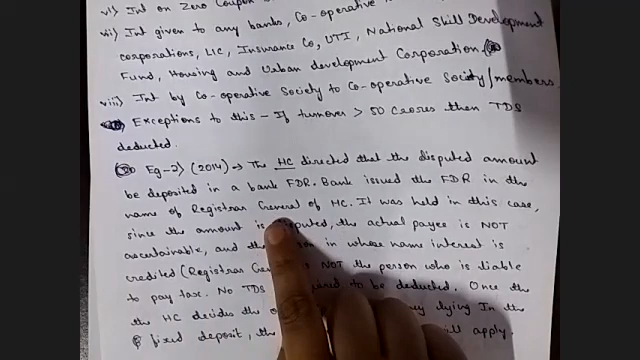 vi) Int on Zero Coupon
vii) Int given to any banks, Co-operative
corporations, LIC, Insurance Co, UTI, National Skill Development
Fund, Housing and Urban development Corporation.
viii) Int by Co-operative Society to Co-operative Society/members.
Exceptions to this - If turnover > 50 Crores then TDS
deducted.
Eg-2) (2014) → The HC directed that the disputed amount
be deposited in a bank FDR. Bank issued the FDR in the
name of Registrar General of HC. It was held in this case,
since the amount is disputed, the actual payee is NOT
ascertainable, and the in whose name interest is
credited (Registrar is NOT the person who is liable
to pay tax. No TDS to be deducted. Once the
the HC decides the lying In the
fixed deposit, the will apply.